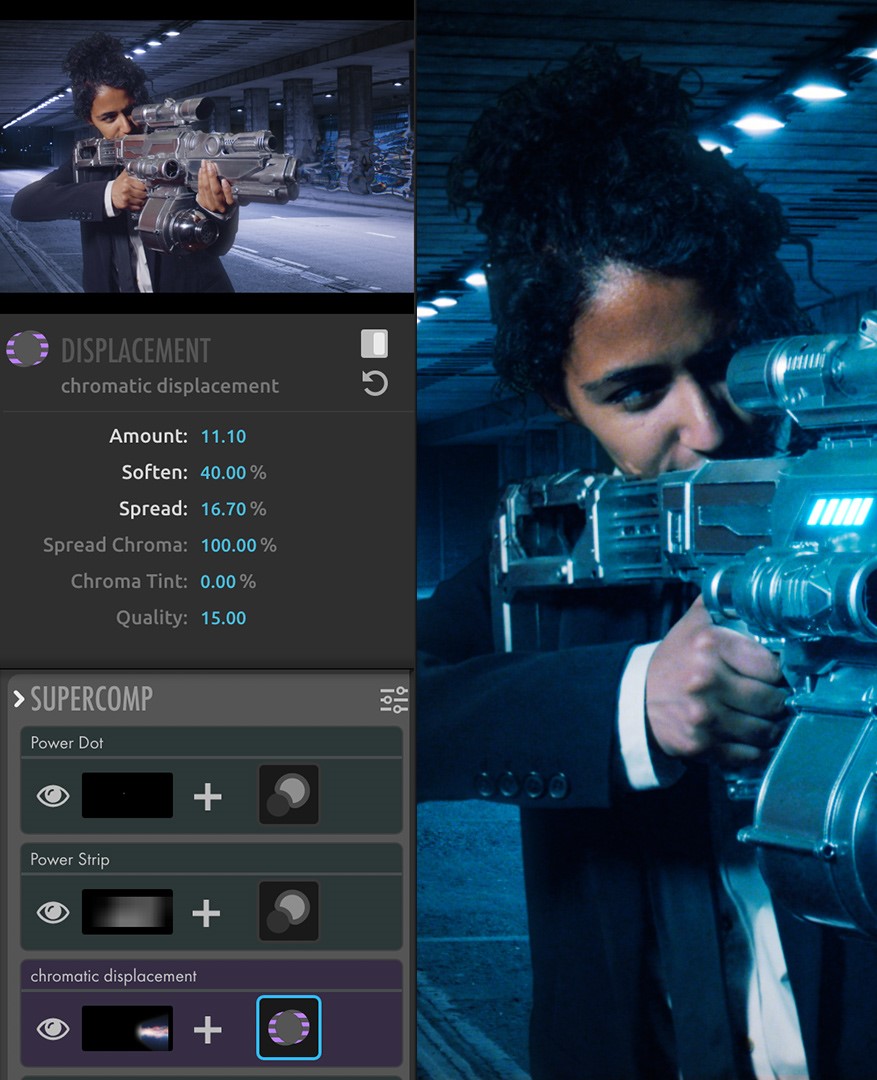 DISPLACEMENT
chromatic displacement
Amount: 11.10
Soften: 40.00 %
Spread: 16.70 %
Spread Chroma: 100.00 %
Chroma Tint: 0.00 %
Quality: 15.00
SUPERCOMP
Power Dot
Power Strip
chromatic displacement